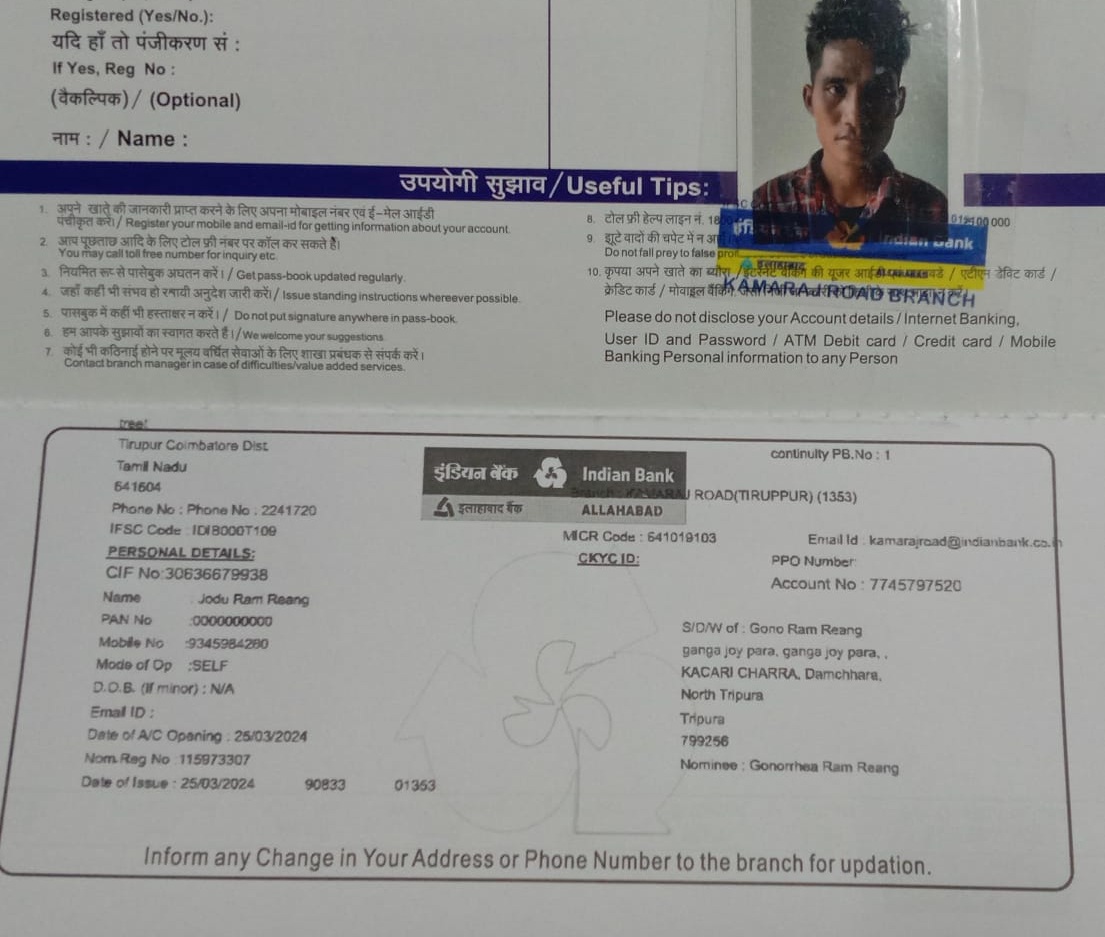 Registered (Yes/No.):
यदि हाँ तो पंजीकरण सं :
If Yes, Reg No :
(वैकल्पिक) / (Optional)
नाम : / Name :
उपयोगी सुझाव / Useful Tips:
1. अपने खाते की जानकारी प्राप्त करने के लिए अपना मोबाइल नंबर एवं ई-मेल आईडी
पंचीकृत करें। / Register your mobile and email-id for getting information about your account.
2. आप पूछताछ आदि के लिए टोल फ्री नंबर पर कॉल कर सकते हैं।
You may call toll free number for inquiry etc.
3. नियमित रूप से पासबुक अघतन करें। / Get pass-book updated regularly.
4. जहाँ कहीं भी संभव हो स्थायी अनुदेश जारी करें। / Issue standing instructions whereever possible.
5. पासबुक में कहीं भी हस्ताक्षर न करें। / Do not put signature anywhere in pass-book.
6. हम आपके सुझावों का स्वागत करते हैं। / We welcome your suggestions.
7. कोई भी कठिनाई होने पर मूल्य वर्धित सेवाओं के लिए शाखा प्रबंधक से संपर्क करें।
Contact branch manager in case of difficulties/value added services.
8. टोल फ्री हेल्प लाइन नं.
9. झूटे वादों की चपेट में न
Do not fall prey to false
Indian Bank
इलाहाबाद
10. कृपया अपने खाते का ब्योरा / इंटरनेट बैंकिंग की यूजर आईडी / एटीएम डेविट कार्ड /
क्रेडिट कार्ड / मोवाइल बैंकिंग
KAMARAJ ROAD BRANCH
Please do not disclose your Account details / Internet Banking,
User ID and Password / ATM Debit card / Credit card / Mobile
Banking Personal information to any Person
treet
Tirupur Coimbatore Dist
Tamil Nadu
641604
Phone No : Phone No : 2241720
IFSC Code : IDIB000T109
इंडियन बैंक Indian Bank
इलाहाबाद बैंक ALLAHABAD
continuity PB.No : 1
Branch : KAMARAJ ROAD(TIRUPPUR) (1353)
MICR Code : 641019103
Email Id : kamarajroad@indianbank.co.in
CKYC ID:
PPO Number
Account No : 7745797520
PERSONAL DETAILS:
CIF No:30636679938
Name : Jodu Ram Reang
PAN No :0000000000
Mobile No :9345984280
Mode of Op :SELF
D.O.B. (If minor) : N/A
Email ID :
Date of A/C Opening : 25/03/2024
Nom.Reg No :115973307
Date of Issue : 25/03/2024 90833 01353
S/D/W of : Gono Ram Reang
ganga joy para, ganga joy para, ,
KACARI CHARRA, Damchhara,
North Tripura
Tripura
799256
Nominee : Gonorrhea Ram Reang
Inform any Change in Your Address or Phone Number to the branch for updation.